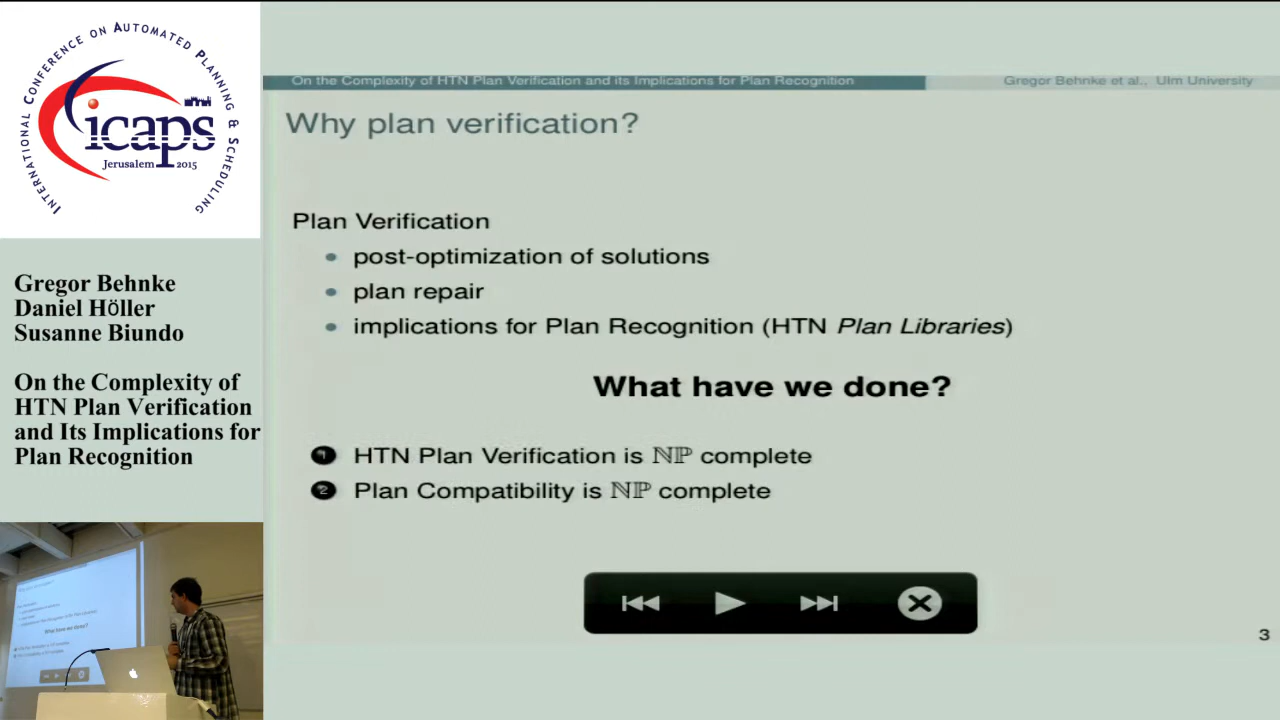 INTERNATIONAL CONFERENCE ON AUTOMATED PLANNING & SCHEDULING
icaps
Jerusalem 2015
Gregor Behnke
Daniel Höller
Susanne Biundo
On the Complexity of
HTN Plan Verification
and Its Implications for
Plan Recognition
On the Complexity of HTN Plan Verification and its Implications for Plan Recognition
Gregor Behnke et al., Ulm University
Why plan verification?
Plan Verification
• post-optimization of solutions
• plan repair
• implications for Plan Recognition (HTN Plan Libraries)
What have we done?
1 HTN Plan Verification is ℕℙ complete
2 Plan Compatibility is ℕℙ complete
3